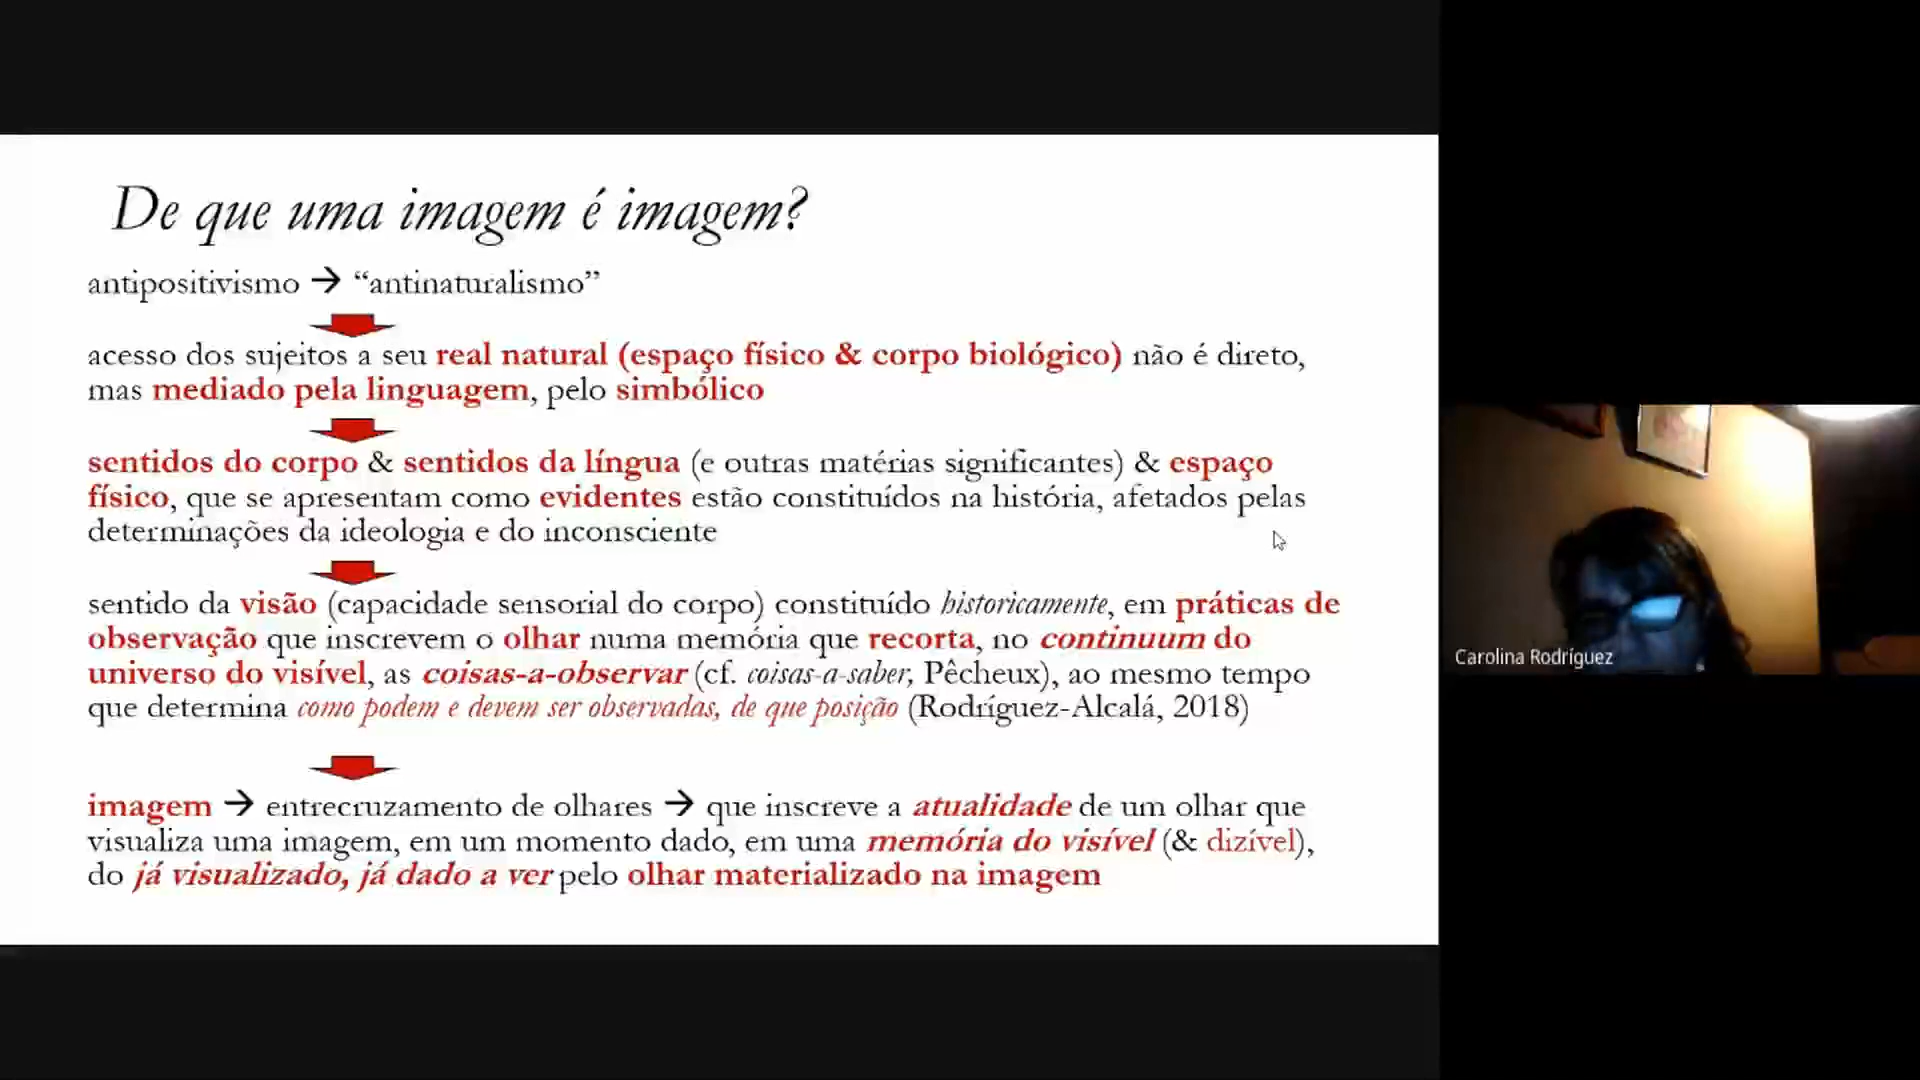 De que uma imagem é imagem?
antipositivismo → “antinaturalismo”
acesso dos sujeitos a seu real natural (espaço físico & corpo biológico) não é direto,
mas mediado pela linguagem, pelo simbólico
sentidos do corpo & sentidos da língua (e outras matérias significantes) & espaço
físico, que se apresentam como evidentes estão constituídos na história, afetados pelas
determinações da ideologia e do inconsciente
sentido da visão (capacidade sensorial do corpo) constituído historicamente, em práticas de
observação que inscrevem o olhar numa memória que recorta, no continuum do
universo do visível, as coisas-a-observar (cf. coisas-a-saber, Pêcheux), ao mesmo tempo
que determina como podem e devem ser observadas, de que posição (Rodríguez-Alcalá, 2018)
imagem → entrecruzamento de olhares → que inscreve a atualidade de um olhar que
visualiza uma imagem, em um momento dado, em uma memória do visível (& dizível),
do já visualizado, já dado a ver pelo olhar materializado na imagem
Carolina Rodríguez